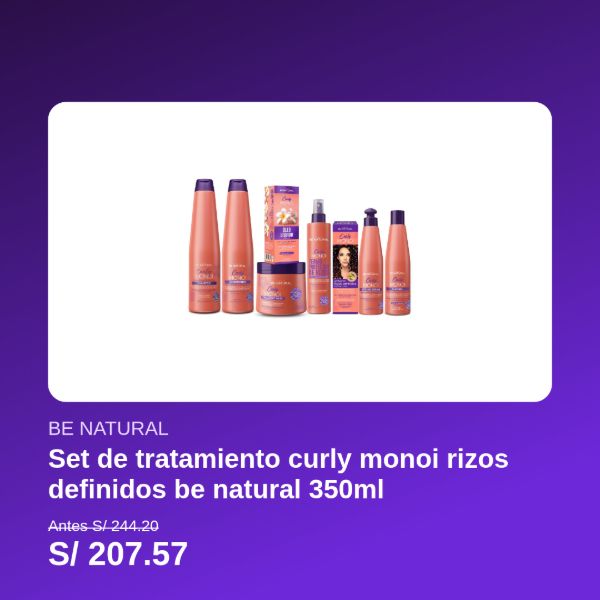 BE NATURAL
Set de tratamiento curly monoi rizos
definidos be natural 350ml
Antes S/ 244.20
S/ 207.57